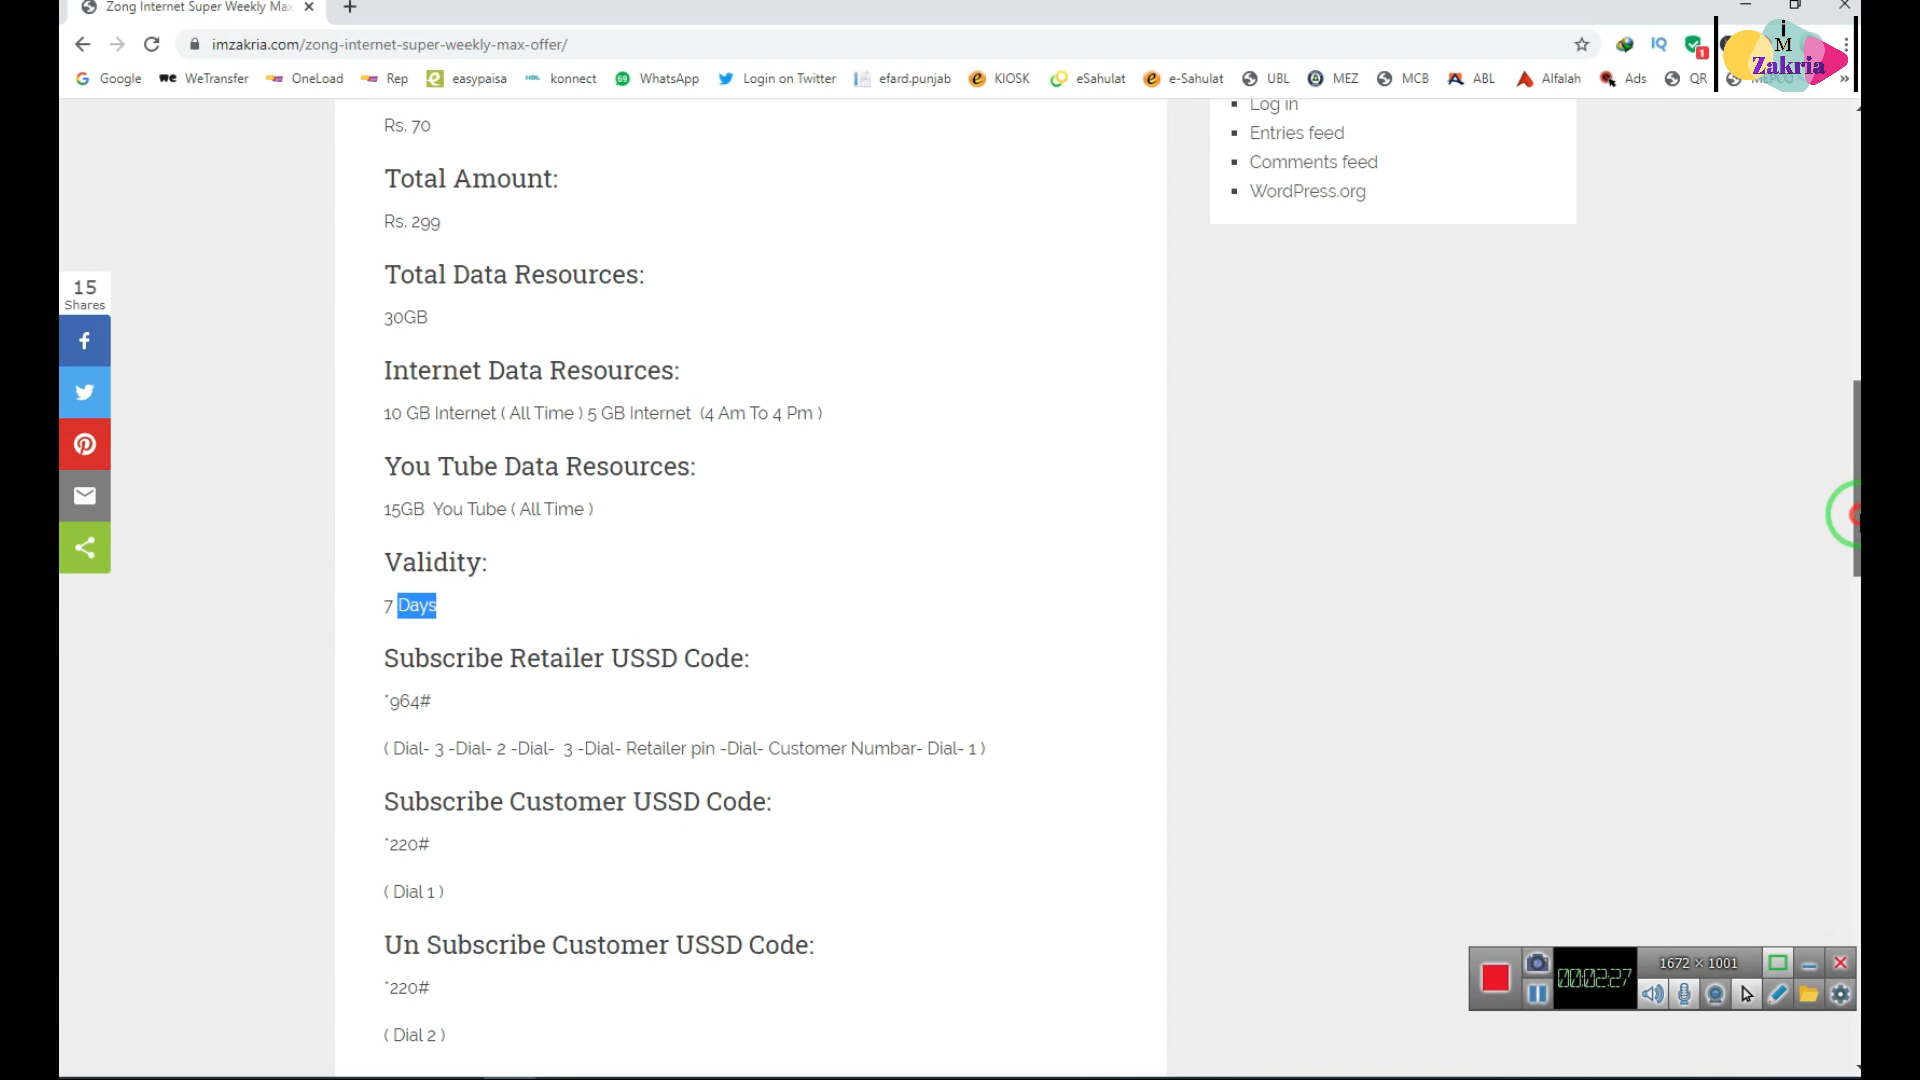 Zong Internet Super Weekly Max
imzakria.com/zong-internet-super-weekly-max-offer/
IQ
1
i
M
Zakria
Google WeTransfer OneLoad Rep easypaisa konnect WhatsApp Login on Twitter efard.punjab KIOSK eSahulat e-Sahulat UBL MEZ MCB ABL Alfalah Ads QR
Log in
Entries feed
Comments feed
WordPress.org
15
Shares
Rs. 70
Total Amount:
Rs. 299
Total Data Resources:
30GB
Internet Data Resources:
10 GB Internet ( All Time ) 5 GB Internet (4 Am To 4 Pm )
You Tube Data Resources:
15GB You Tube ( All Time )
Validity:
7 Days
Subscribe Retailer USSD Code:
*964#
( Dial- 3 -Dial- 2 -Dial- 3 -Dial- Retailer pin -Dial- Customer Numbar- Dial- 1 )
Subscribe Customer USSD Code:
*220#
( Dial 1 )
Un Subscribe Customer USSD Code:
*220#
( Dial 2 )
1672 × 1001
00:02:27